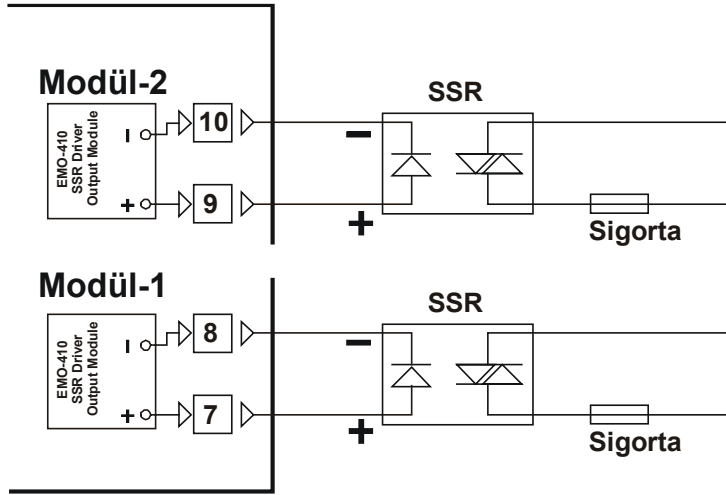 Modül-2
EMO-410
SSR Driver
Output Module
-
+
10
9
-
+
SSR
Sigorta
Modül-1
EMO-410
SSR Driver
Output Module
-
+
8
7
-
+
SSR
Sigorta